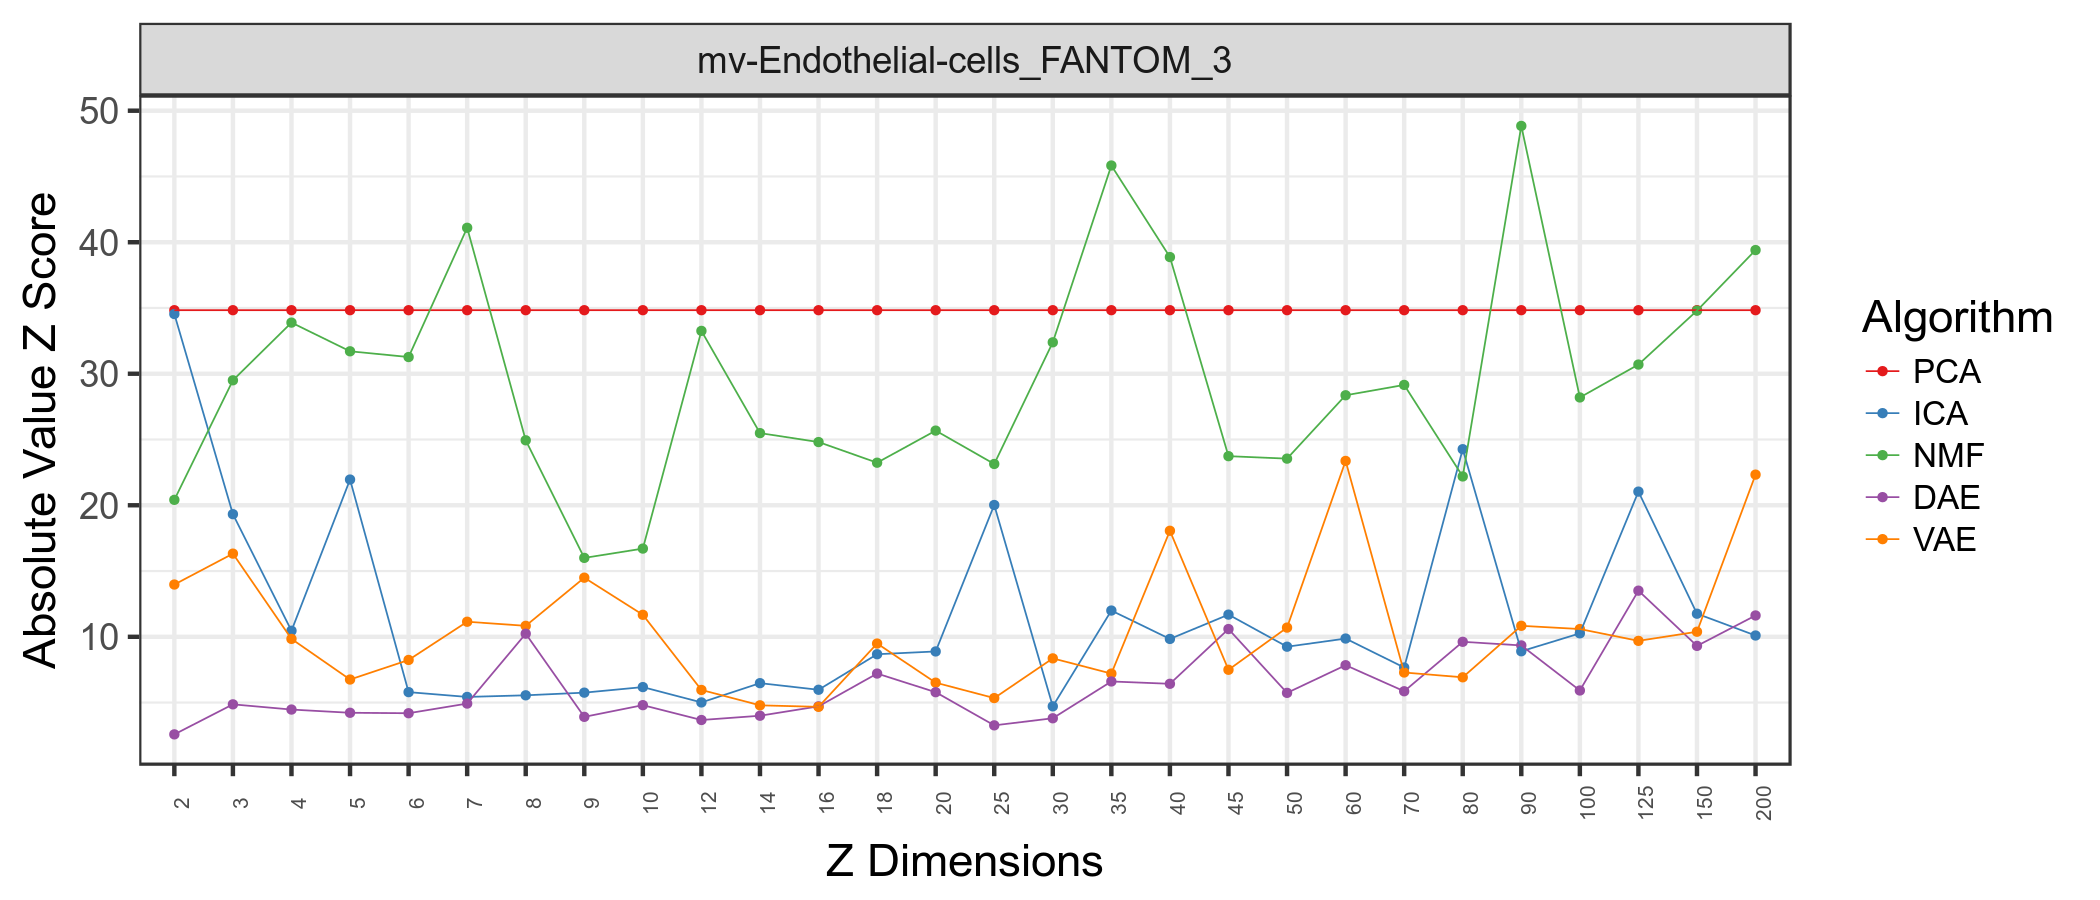 mv-Endothelial-cells_FANTOM_3
50
40
30
20
10
Absolute Value Z Score
2 3 4 5 6 7 8 9 10 12 14 16 18 20 25 30 35 40 45 50 60 70 80 90 100 125 150 200
Z Dimensions
Algorithm
PCA
ICA
NMF
DAE
VAE